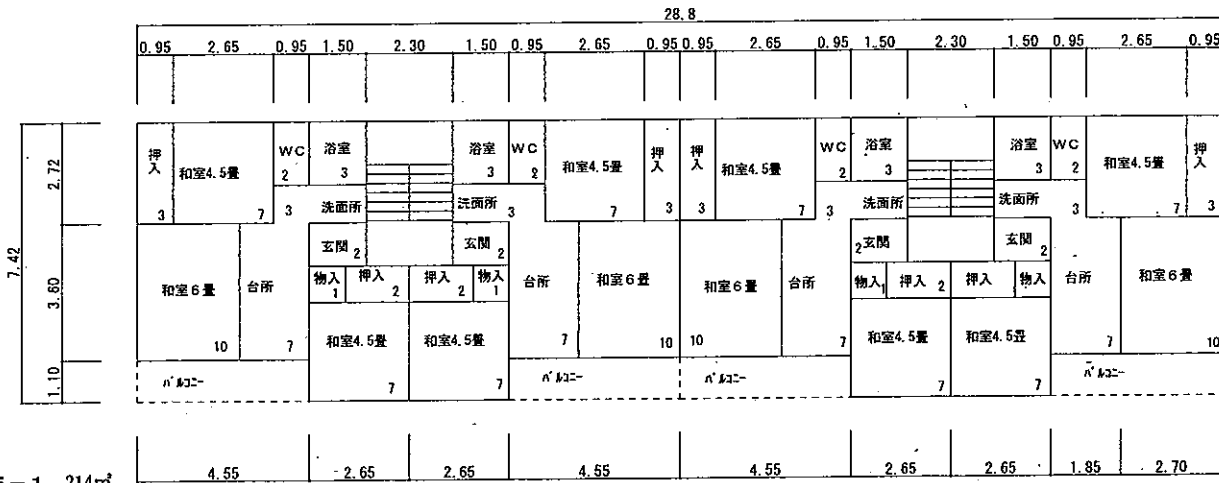 28.8
0.95 2.65 0.95 1.50 2.30 1.50 0.95 2.65 0.95 0.95 2.65 0.95 1.50 2.30 1.50 0.95 2.65 0.95
7.42
2.72
3.60
1.10
押入 3
和室4.5畳 7
WC 2
浴室 3
浴室 3
WC 2
和室4.5畳 7
押入 3
押入 3
和室4.5畳 7
WC 2
浴室 3
浴室 3
WC 2
和室4.5畳 7
押入 3
3 洗面所
洗面所 3
3 洗面所
洗面所 3
玄関 2
玄関 2
2 玄関
玄関 2
和室6畳 10
台所 7
物入 1
押入 2
押入 2
物入 1
台所 7
和室6畳 10
和室6畳 10
台所 7
物入 1
押入 2
押入
物入
台所 7
和室6畳 10
和室4.5畳 7
和室4.5畳 7
和室4.5畳 7
和室4.5畳 7
バルコニー
バルコニー
バルコニー
バルコニー
4.55 2.65 2.65 4.55 4.55 2.65 2.65 1.85 2.70
－1 214㎡